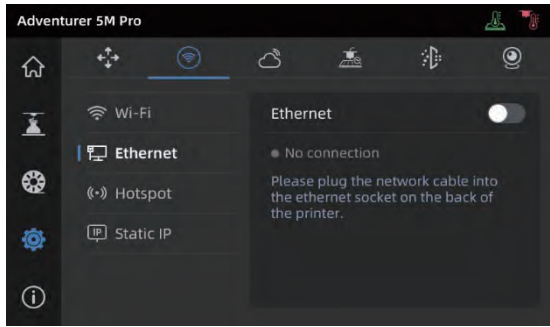 Adventurer 5M Pro
Wi-Fi
Ethernet
Hotspot
IP
Static IP
Ethernet
No connection
Please plug the network cable into
the ethernet socket on the back of
the printer.